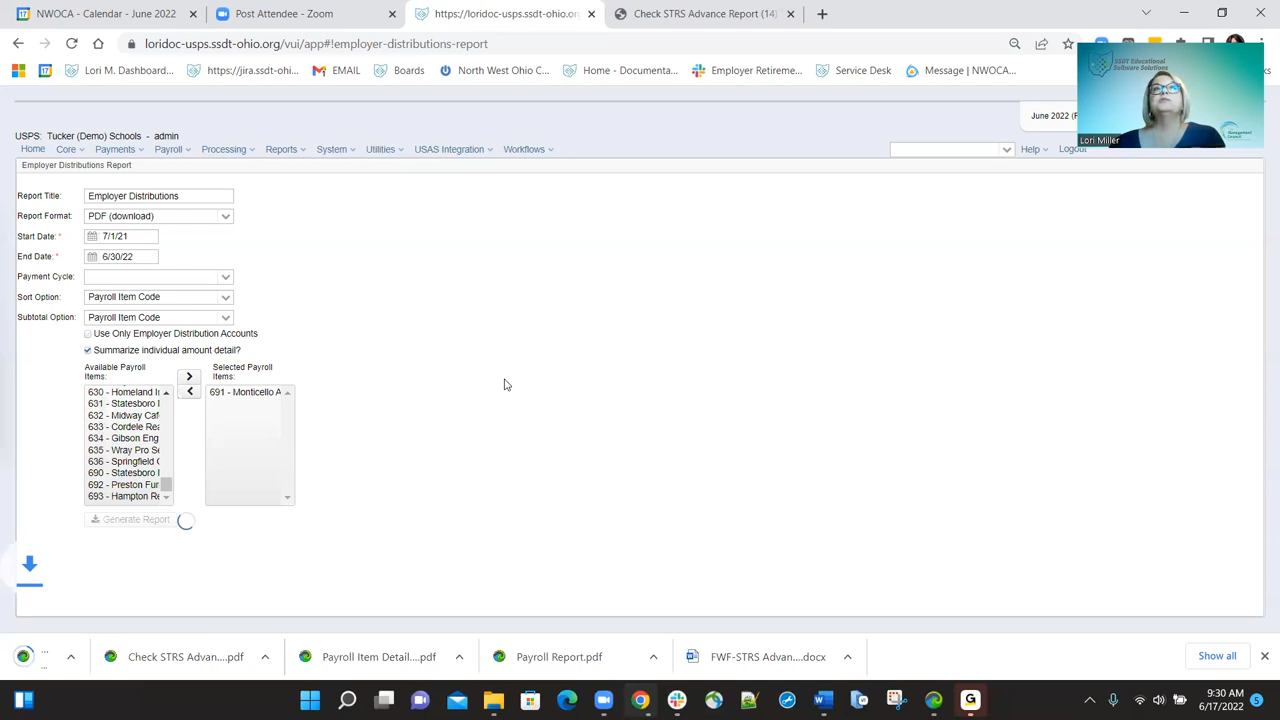 NWOCA - Calendar - June 2022
Post Attendee - Zoom
https://loridoc-usps.ssdt-ohio.org/
Check STRS Advance Report (14)
loridoc-usps.ssdt-ohio.org/vui/app#!employer-distributions-report
Lori M. Dashboard...
https://jira.ssdt-ohi...
EMAIL
Boards
North West Ohio C...
Home - Documenta...
Employer Retireme...
Service Desk
Message | NWOCA...
SSDT Educational
Software Solutions
Management
Council
Lori Miller
June 2022 (F
USPS: Tucker (Demo) Schools - admin
Home Core Payments Payroll Processing Reports System Utilities USAS Integration Workflows Help Logout
Employer Distributions Report
Report Title: Employer Distributions
Report Format: PDF (download)
Start Date: * 7/1/21
End Date: * 6/30/22
Payment Cycle:
Sort Option: Payroll Item Code
Subtotal Option: Payroll Item Code
Use Only Employer Distribution Accounts
Summarize individual amount detail?
Available Payroll
Items:
Selected Payroll
Items:
630 - Homeland I
631 - Statesboro
632 - Midway Caf
633 - Cordele Rea
634 - Gibson Eng
635 - Wray Pro Se
636 - Springfield
690 - Statesboro
692 - Preston Fur
693 - Hampton Re
691 - Monticello A
Generate Report
Check STRS Advan....pdf
Payroll Item Detail....pdf
Payroll Report.pdf
FWF-STRS Advan....docx
Show all
9:30 AM
6/17/2022
5